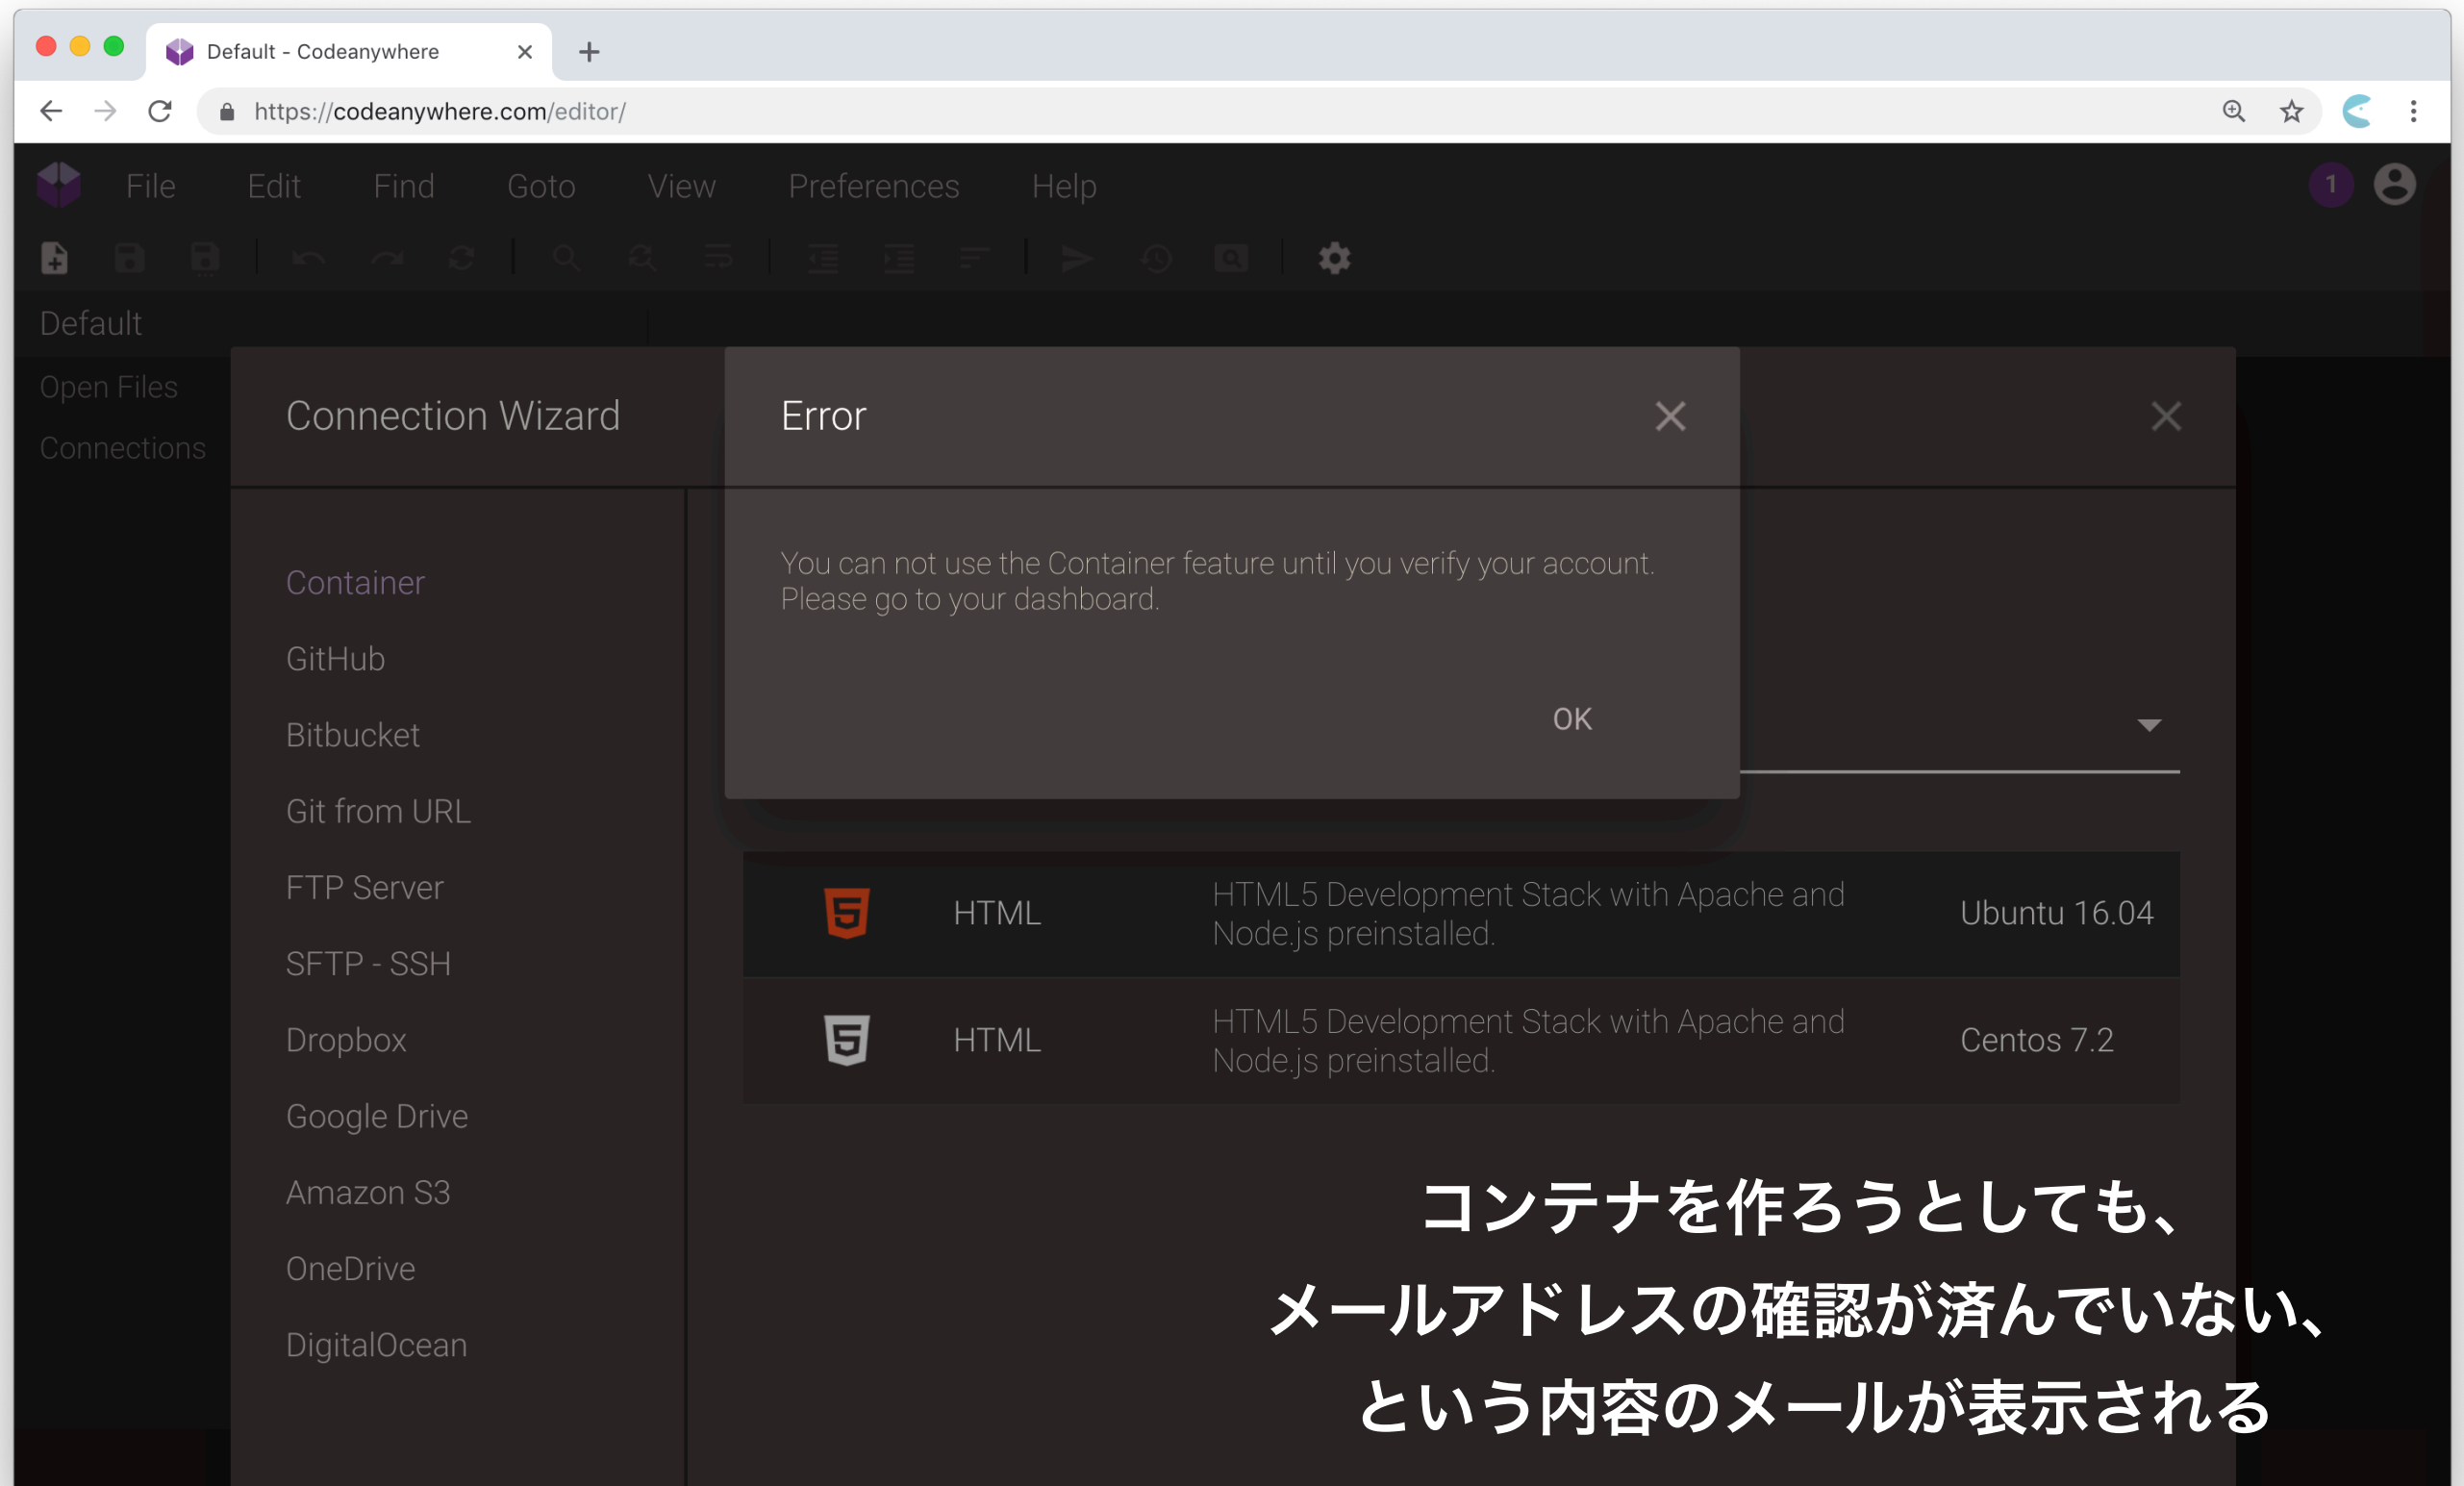 Default - Codeanywhere
https://codeanywhere.com/editor/
File Edit Find Goto View Preferences Help 1
Default
Open Files
Connections
Connection Wizard
Error
You can not use the Container feature until you verify your account.
Please go to your dashboard.
OK
Container
GitHub
Bitbucket
Git from URL
FTP Server
SFTP - SSH
Dropbox
Google Drive
Amazon S3
OneDrive
DigitalOcean
HTML
HTML5 Development Stack with Apache and
Node.js preinstalled.
Ubuntu 16.04
HTML
HTML5 Development Stack with Apache and
Node.js preinstalled.
Centos 7.2
コンテナを作ろうとしても、
メールアドレスの確認が済んでいない、
という内容のメールが表示される